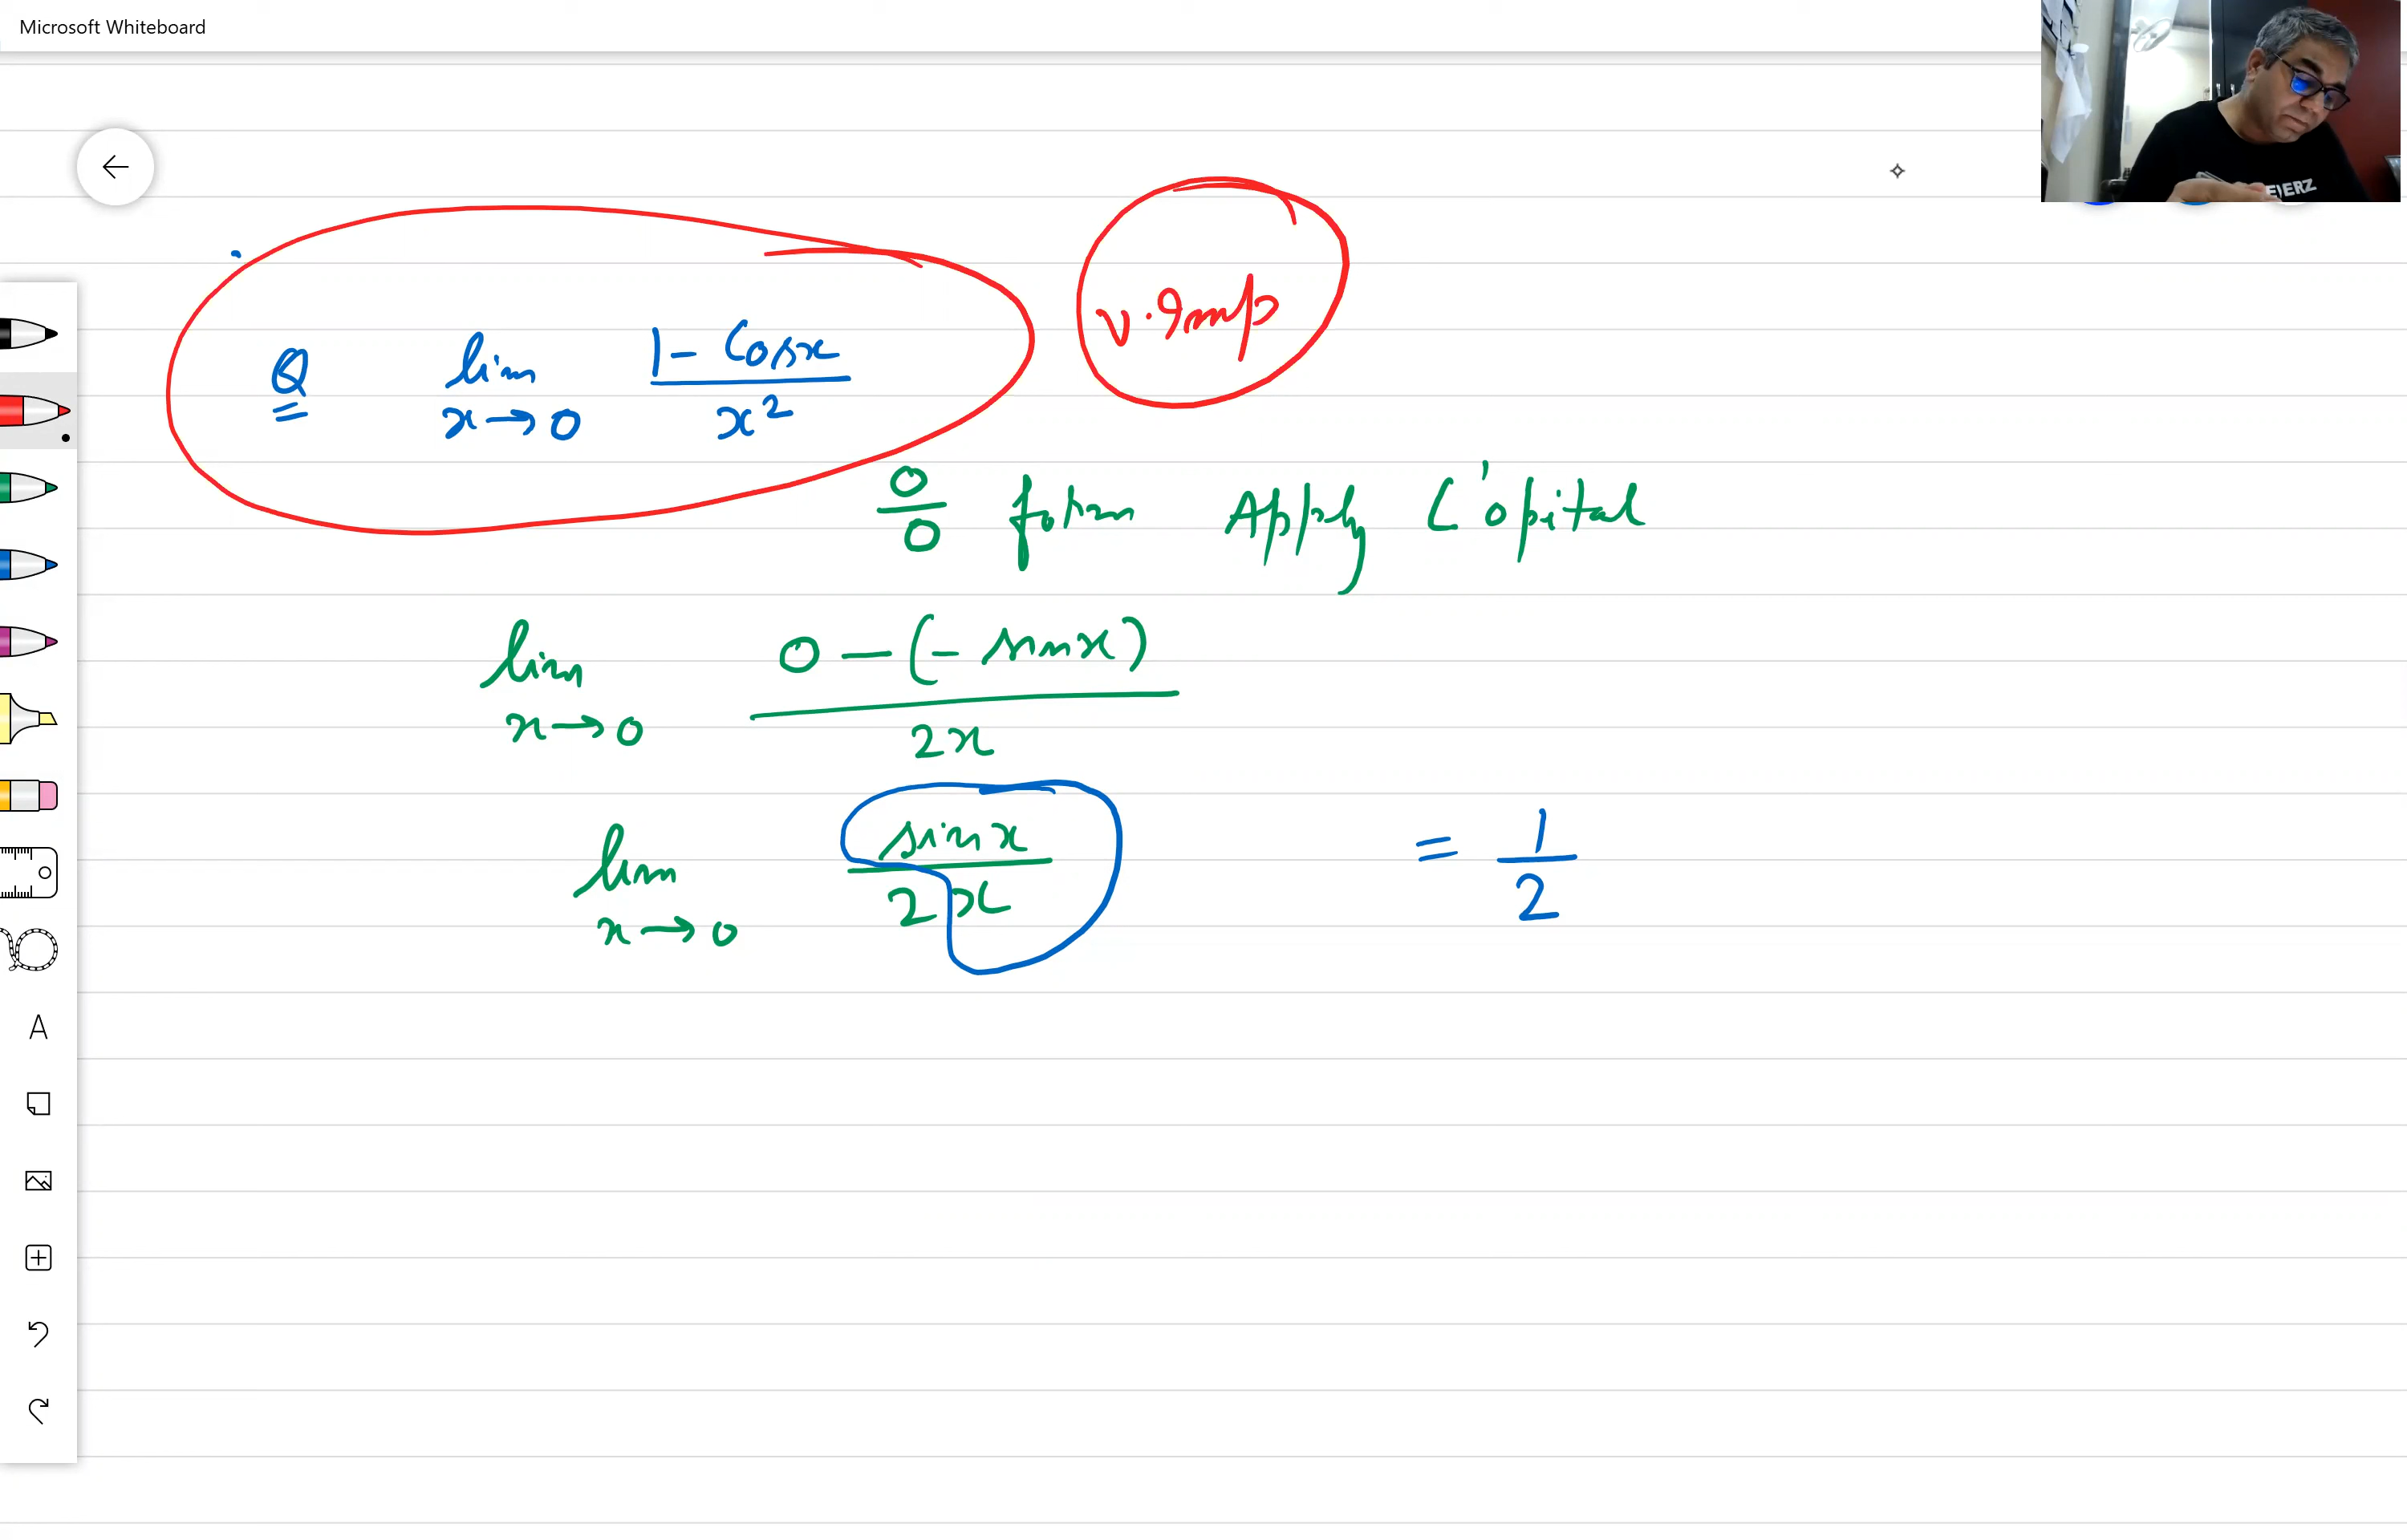 Microsoft Whiteboard
v. Imp
Q lim x→0 (1 - Cosx)/x²
0/0 form Apply L'opital
lim x→0 (0 - (- sinx))/2x
lim x→0 sinx/2x = 1/2
A